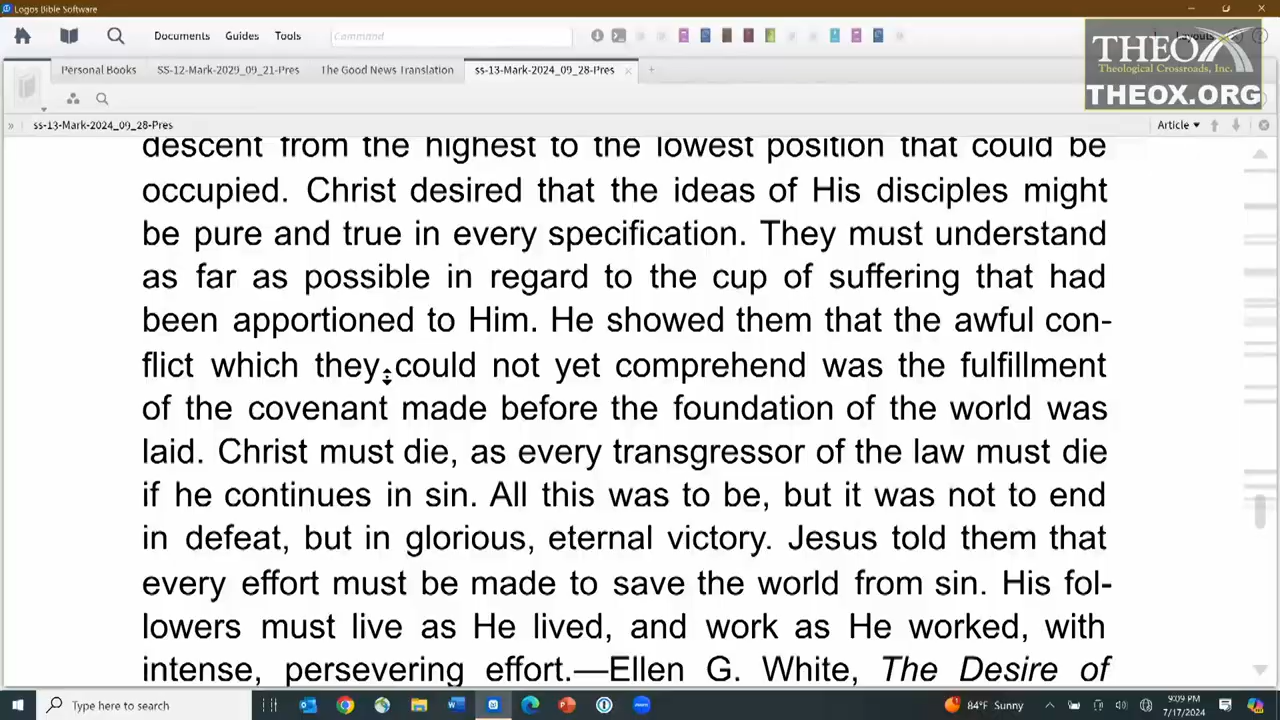 Logos Bible Software
Documents Guides Tools Command
THEOX
Theological Crossroads, Inc.
THEOX.ORG
Personal Books SS-12-Mark-2029_09_21-Pres The Good News Translat ss-13-Mark-2024_09_28-Pres
ss-13-Mark-2024_09_28-Pres Article
descent from the highest to the lowest position that could be
occupied. Christ desired that the ideas of His disciples might
be pure and true in every specification. They must understand
as far as possible in regard to the cup of suffering that had
been apportioned to Him. He showed them that the awful con-
flict which they could not yet comprehend was the fulfillment
of the covenant made before the foundation of the world was
laid. Christ must die, as every transgressor of the law must die
if he continues in sin. All this was to be, but it was not to end
in defeat, but in glorious, eternal victory. Jesus told them that
every effort must be made to save the world from sin. His fol-
lowers must live as He lived, and work as He worked, with
intense, persevering effort.—Ellen G. White, The Desire of
Type here to search 84°F Sunny 9:09 PM
7/17/2024